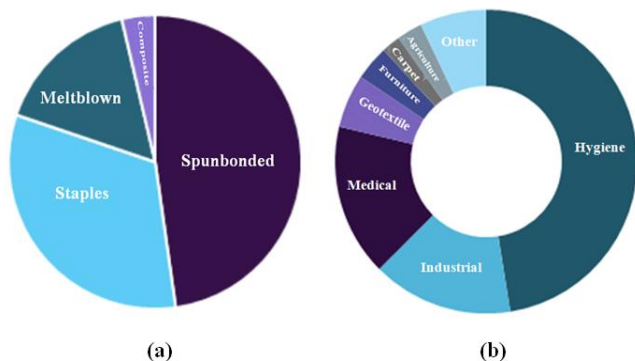 Composite
Meltblown
Spunbonded
Staples
(a)
Other
Agriculture
Carpet
Furniture
Geotextile
Hygiene
Medical
Industrial
(b)